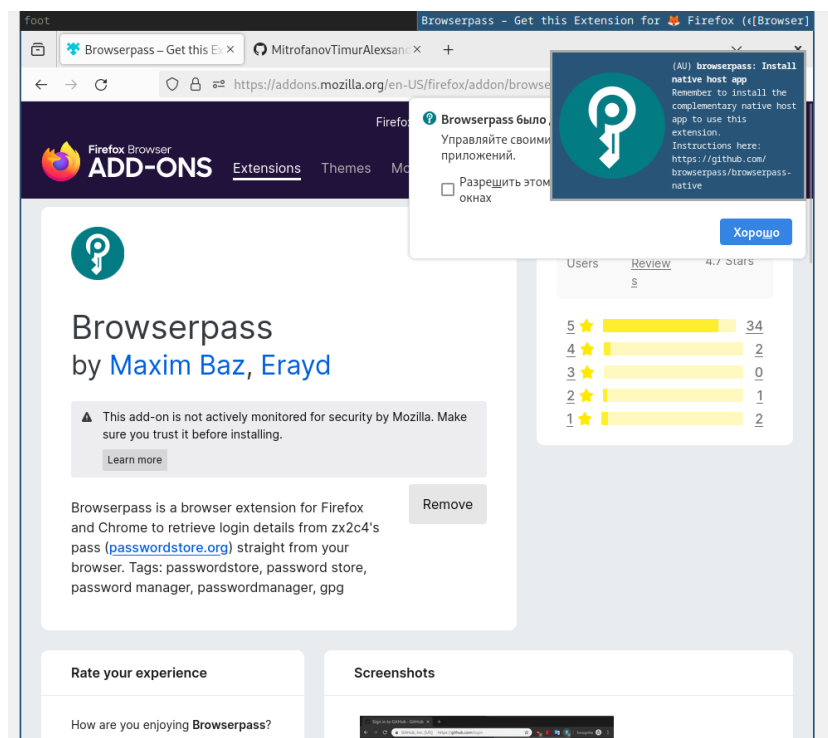 foot
Browserpass – Get this Extension for 🦊 Firefox (‹[Browser]
Browserpass – Get this Ex ×
MitrofanovTimurAlexsand ×
+
https://addons.mozilla.org/en-US/firefox/addon/browse
(AU) browserpass: Install
native host app
Remember to install the
complementary native host
app to use this
extension.
Instructions here:
https://github.com/
browserpass/browserpass-
native
Browserpass было
Управляйте своими
приложений.
Разрешить этом
окнах
Хорошо
Firefo
Firefox Browser
ADD-ONS
Extensions
Themes
Mo
Users
Review
s
4.7 Stars
Browserpass
by Maxim Baz, Erayd
5 34
4 2
3 0
2 1
1 2
This add-on is not actively monitored for security by Mozilla. Make
sure you trust it before installing.
Learn more
Browserpass is a browser extension for Firefox
and Chrome to retrieve login details from zx2c4's
pass (passwordstore.org) straight from your
browser. Tags: passwordstore, password store,
password manager, passwordmanager, gpg
Remove
Rate your experience
How are you enjoying Browserpass?
Screenshots